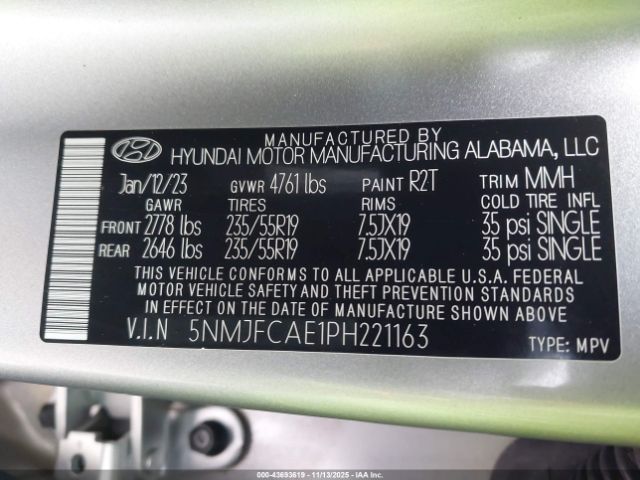 MANUFACTURED BY
HYUNDAI MOTOR MANUFACTURING ALABAMA, LLC
Jan/12/23 GVWR 4761 lbs PAINT R2T TRIM MMH
GAWR TIRES RIMS COLD TIRE INFL
FRONT 2778 lbs 235/55R19 7.5JX19 35 psi SINGLE
REAR 2646 lbs 235/55R19 7.5JX19 35 psi SINGLE
THIS VEHICLE CONFORMS TO ALL APPLICABLE U.S.A. FEDERAL
MOTOR VEHICLE SAFETY AND THEFT PREVENTION STANDARDS
IN EFFECT ON THE DATE OF MANUFACTURE SHOWN ABOVE
V.I.N 5NMJFCAE1PH221163 TYPE: MPV
000-43693619 - 11/13/2025 - IAAI, Inc.